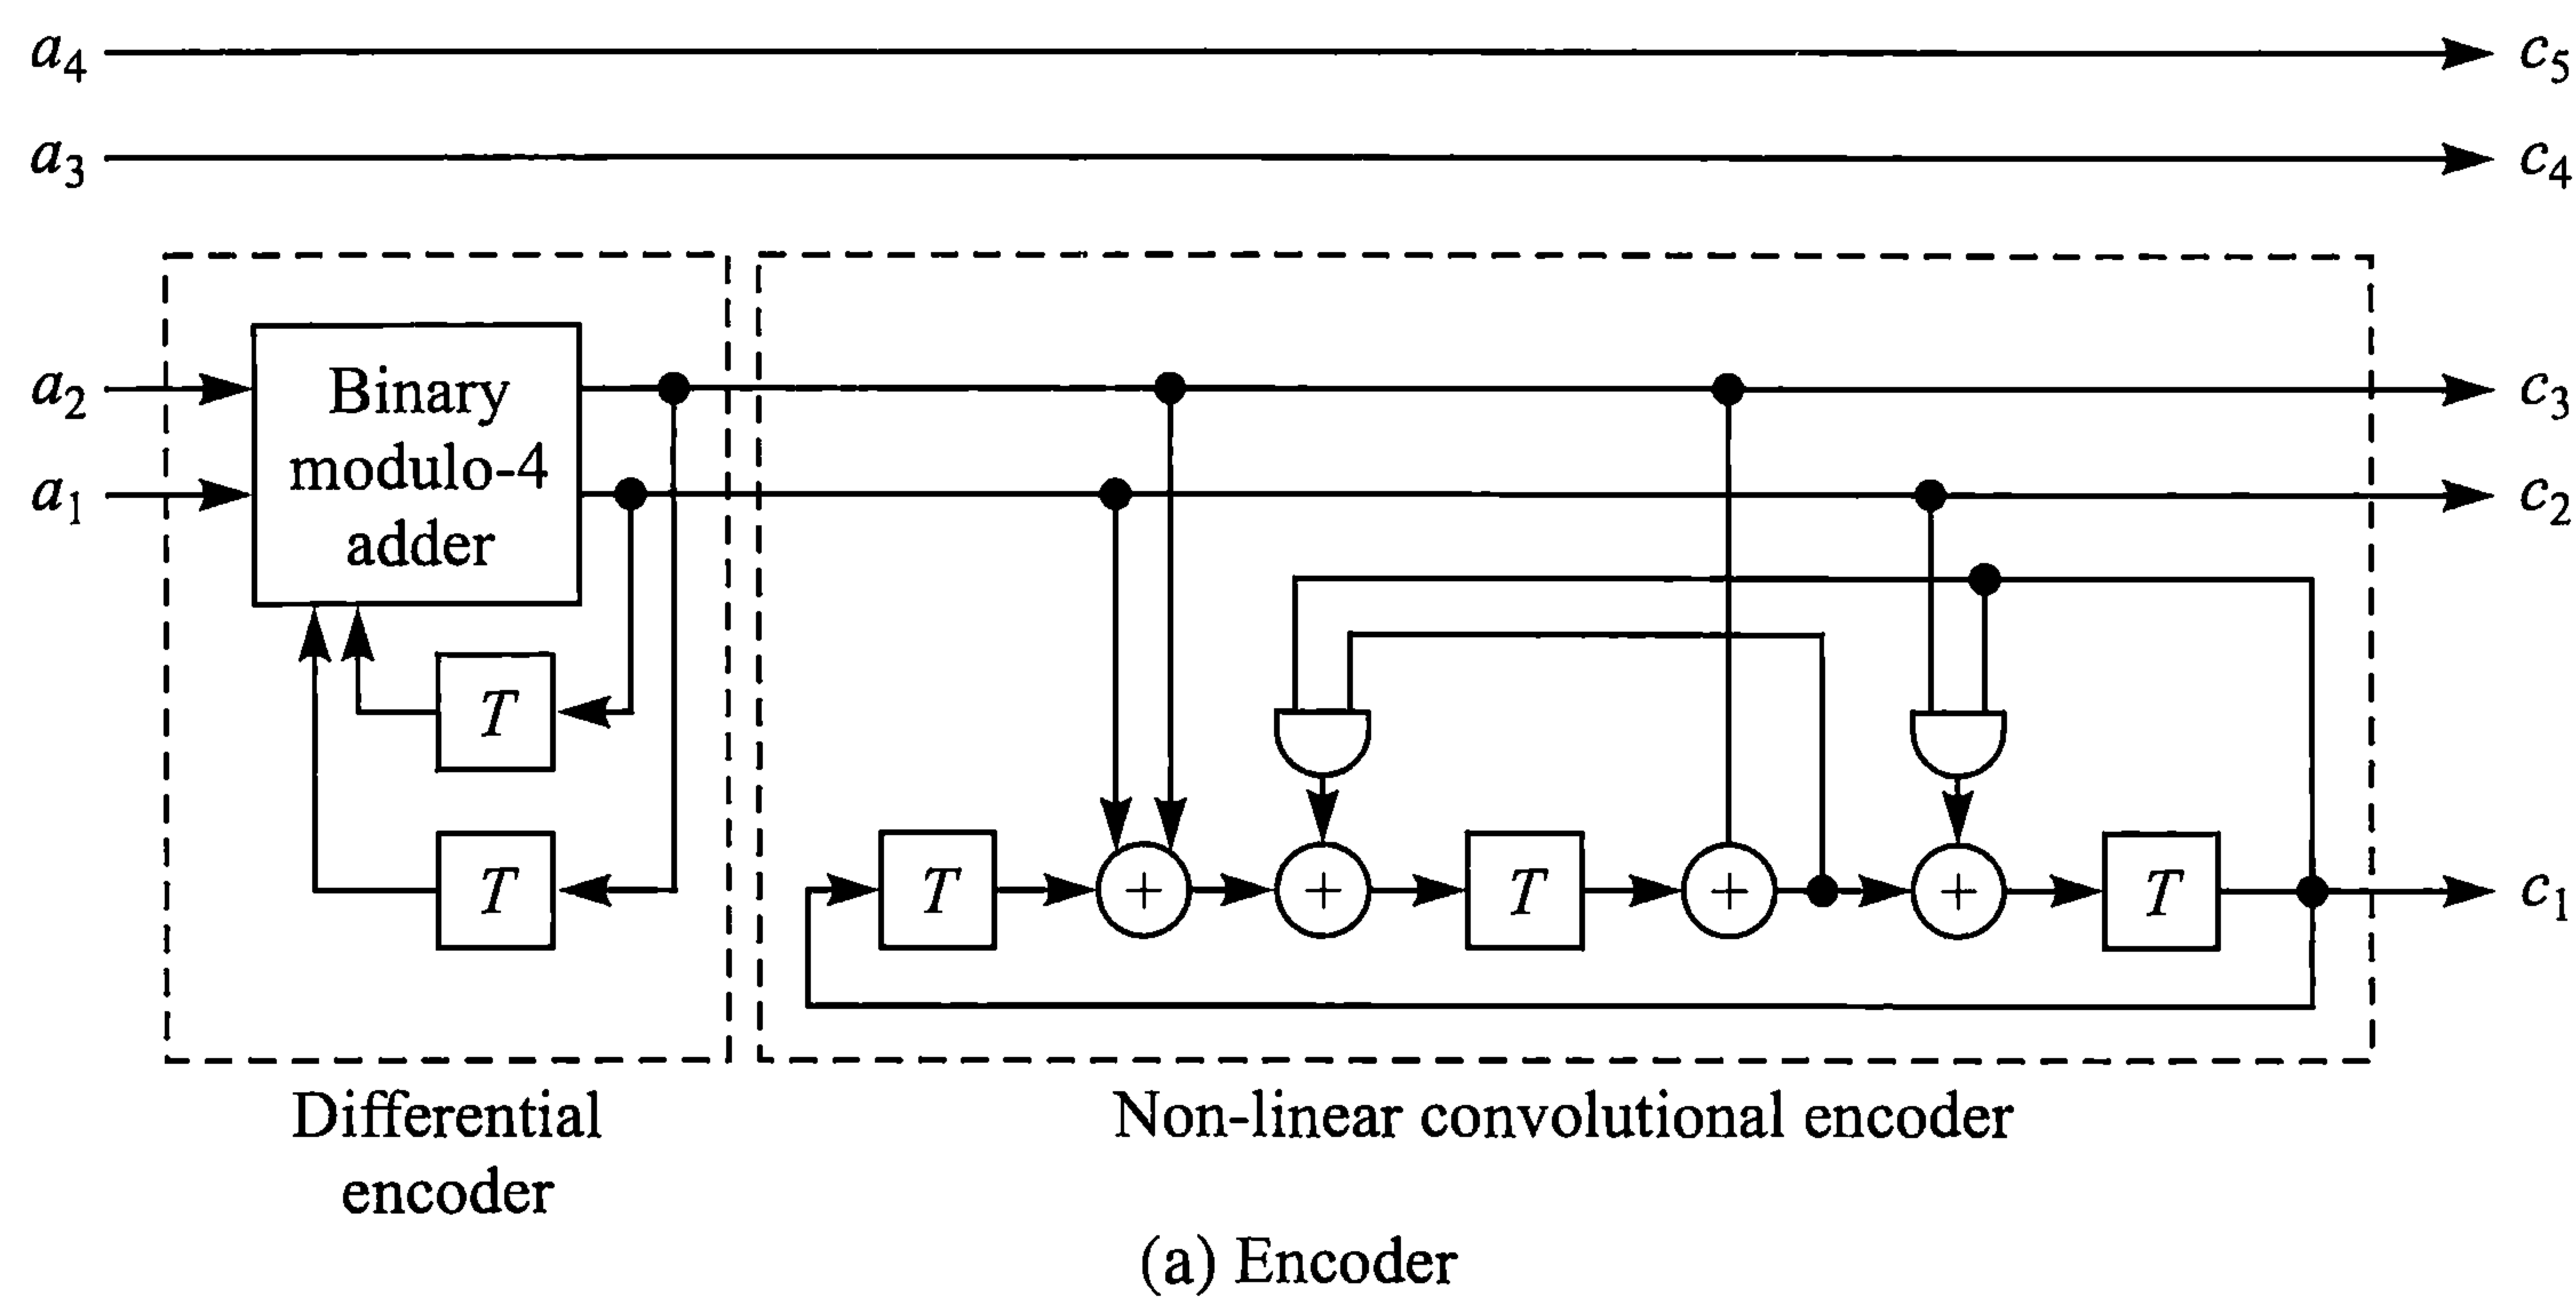 a4 c5
a3 c4
a2 Binary c3
modulo-4
a1 adder c2
T
T T T T c1
+ + + +
Differential
encoder
Non-linear convolutional encoder
(a) Encoder